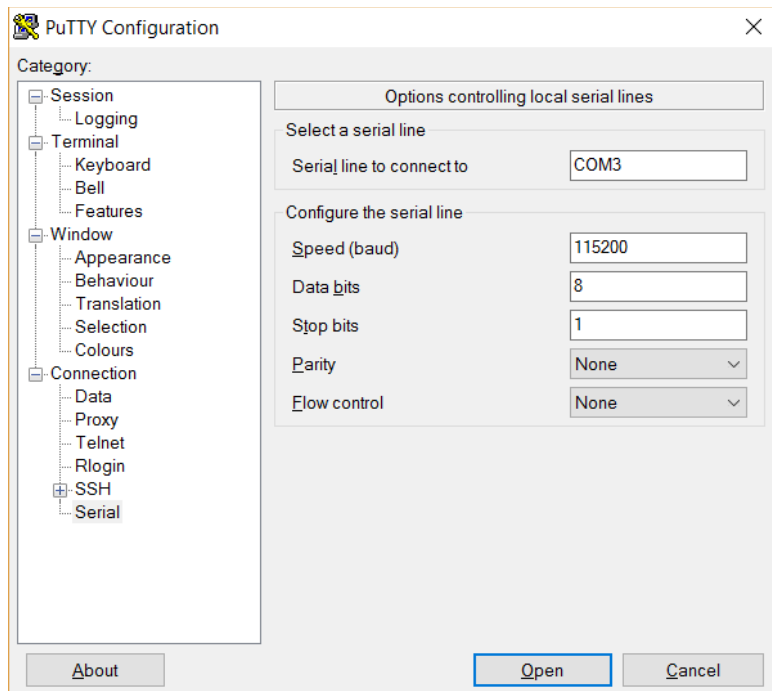 PuTTY Configuration
Category:
Session
Logging
Terminal
Keyboard
Bell
Features
Window
Appearance
Behaviour
Translation
Selection
Colours
Connection
Data
Proxy
Telnet
Rlogin
SSH
Serial
Options controlling local serial lines
Select a serial line
Serial line to connect to COM3
Configure the serial line
Speed (baud) 115200
Data bits 8
Stop bits 1
Parity None
Flow control None
About Open Cancel